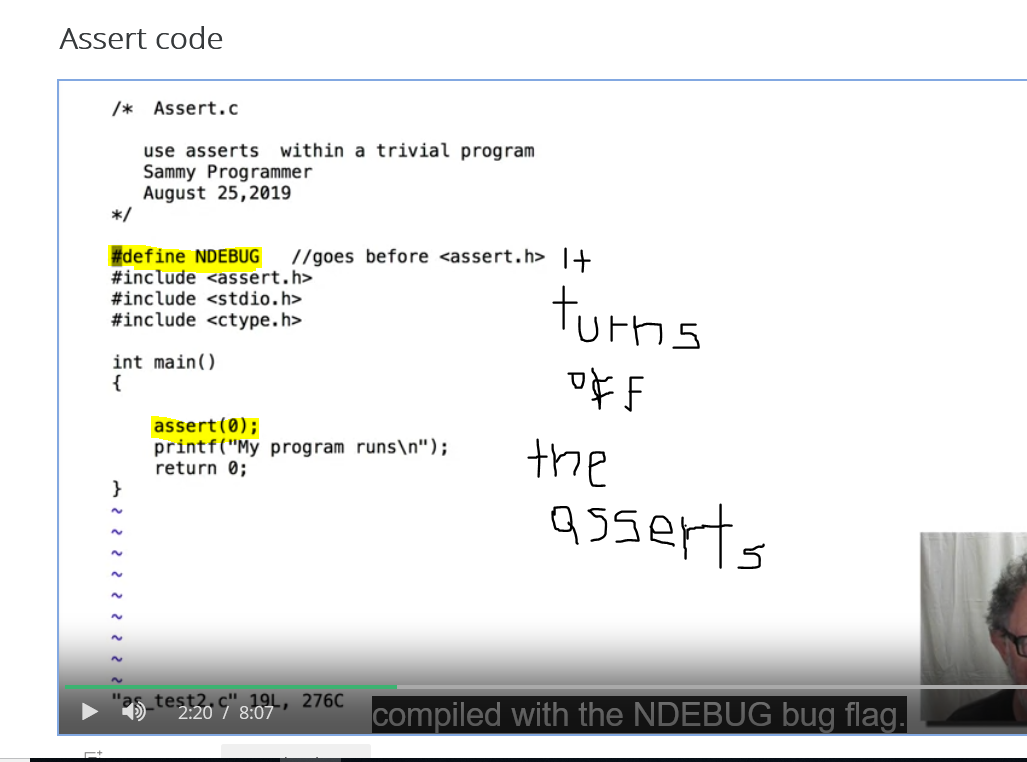 Assert code
/*  Assert.c
use asserts  within a trivial program
Sammy Programmer
August 25,2019
*/
#define NDEBUG   //goes before <assert.h>
It
#include <assert.h>
#include <stdio.h>
turns
#include <ctype.h>
int main()
{
off
assert(0);
printf("My program runs\n");
the
return 0;
}
~
asserts
~
~
~
~
~
~
~
~
"as_test2.c" 19L, 276C
2:20 / 8:07
compiled with the NDEBUG bug flag.